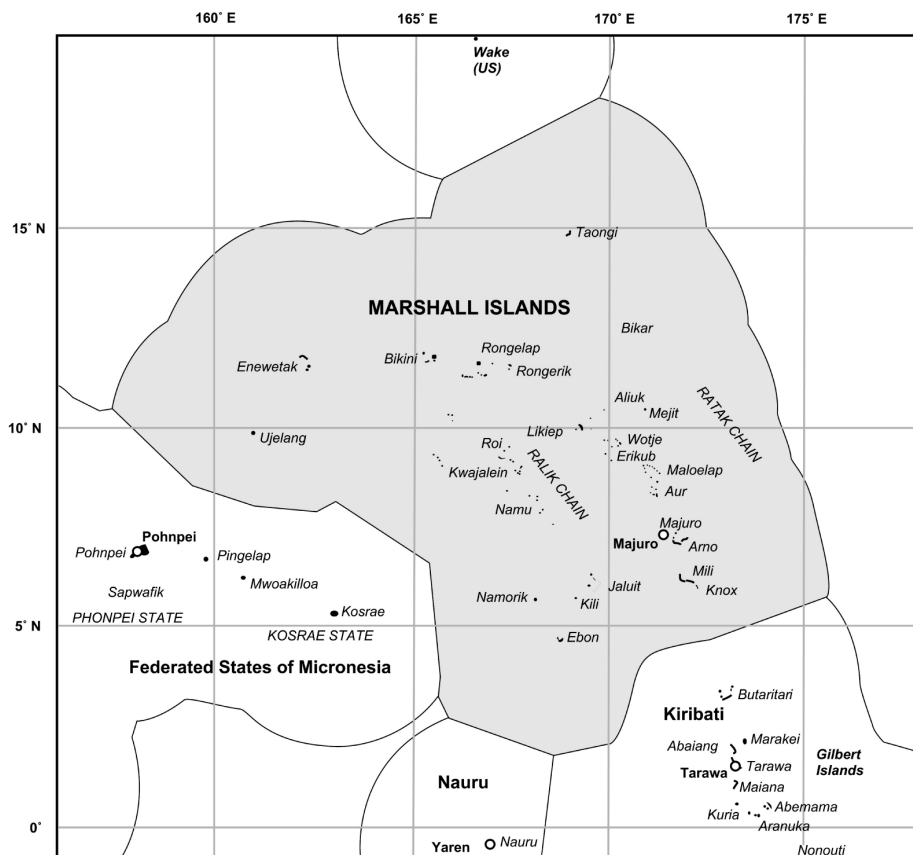 160˚ E
165˚ E
170˚ E
175˚ E
Wake
(US)
15˚ N
Taongi
MARSHALL ISLANDS
Bikar
Enewetak
Bikini
Rongelap
Rongerik
Aliuk
Mejit
RATAK CHAIN
10˚ N
Ujelang
Likiep
Wotje
Roi
Erikub
Kwajalein
RALIK CHAIN
Maloelap
Namu
Aur
Majuro
Majuro
Arno
Pohnpei
Pohnpei
Pingelap
Mwoakilloa
Sapwafik
PHONPEI STATE
Kosrae
KOSRAE STATE
Mili
Knox
Jaluit
Namorik
Kili
5˚ N
Ebon
Federated States of Micronesia
Butaritari
Kiribati
Marakei
Abaiang
Gilbert
Islands
Tarawa
Tarawa
Maiana
Nauru
Kuria
Abemama
Aranuka
0˚
Yaren
Nauru
Nonouti